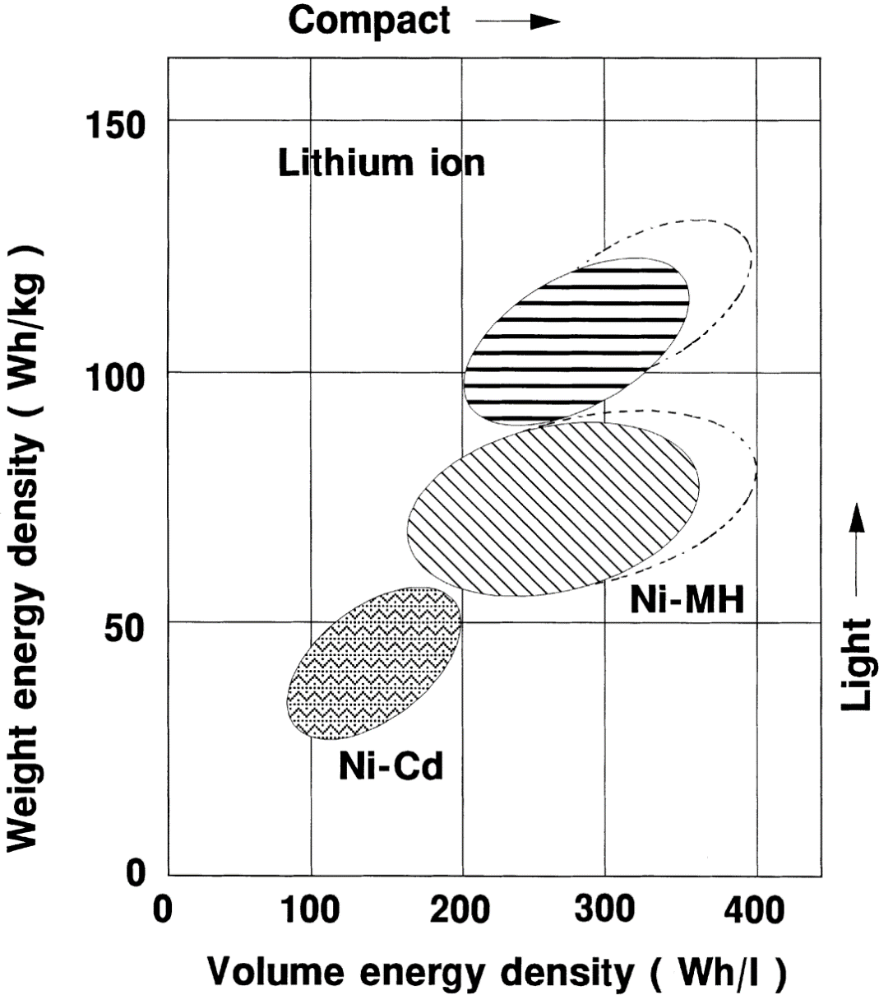 Compact
150
Lithium ion
100
Weight energy density ( Wh/kg )
Ni-MH
50
Light
Ni-Cd
0
0 100 200 300 400
Volume energy density ( Wh/l )